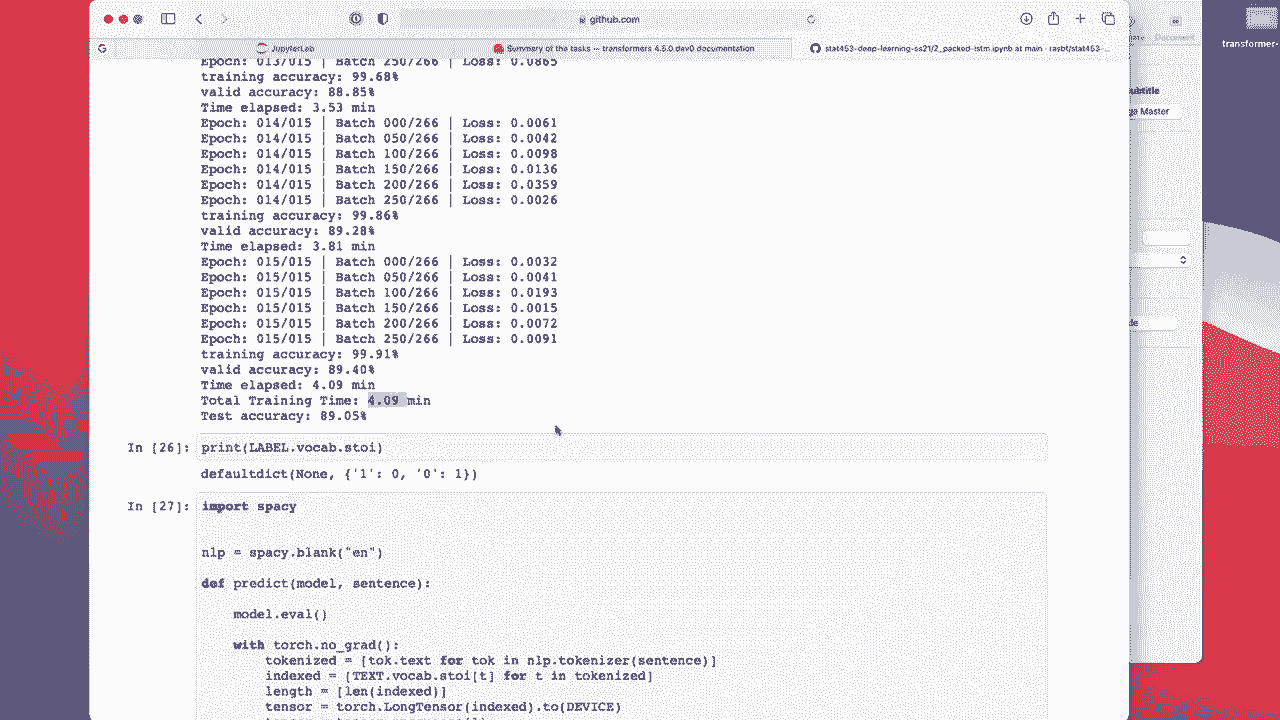 github.com
JupyterLab
Summary of the tasks — transformers 4.5.0.dev0 documentation
stat453-deep-learning-ss21/2_packed-lstm.ipynb at main · rasbt/stat453-...
Document
transformer-
ubtitle
ga Master
de
Epoch: 013/015 | Batch 250/266 | Loss: 0.0865
training accuracy: 99.68%
valid accuracy: 88.85%
Time elapsed: 3.53 min
Epoch: 014/015 | Batch 000/266 | Loss: 0.0061
Epoch: 014/015 | Batch 050/266 | Loss: 0.0042
Epoch: 014/015 | Batch 100/266 | Loss: 0.0098
Epoch: 014/015 | Batch 150/266 | Loss: 0.0136
Epoch: 014/015 | Batch 200/266 | Loss: 0.0359
Epoch: 014/015 | Batch 250/266 | Loss: 0.0026
training accuracy: 99.86%
valid accuracy: 89.28%
Time elapsed: 3.81 min
Epoch: 015/015 | Batch 000/266 | Loss: 0.0032
Epoch: 015/015 | Batch 050/266 | Loss: 0.0041
Epoch: 015/015 | Batch 100/266 | Loss: 0.0193
Epoch: 015/015 | Batch 150/266 | Loss: 0.0015
Epoch: 015/015 | Batch 200/266 | Loss: 0.0072
Epoch: 015/015 | Batch 250/266 | Loss: 0.0091
training accuracy: 99.91%
valid accuracy: 89.40%
Time elapsed: 4.09 min
Total Training Time: 4.09 min
Test accuracy: 89.05%
In [26]: print(LABEL.vocab.stoi)
defaultdict(None, {'1': 0, '0': 1})
In [27]: import spacy
nlp = spacy.blank("en")
def predict(model, sentence):
model.eval()
with torch.no_grad():
tokenized = [tok.text for tok in nlp.tokenizer(sentence)]
indexed = [TEXT.vocab.stoi[t] for t in tokenized]
length = [len(indexed)]
tensor = torch.LongTensor(indexed).to(DEVICE)